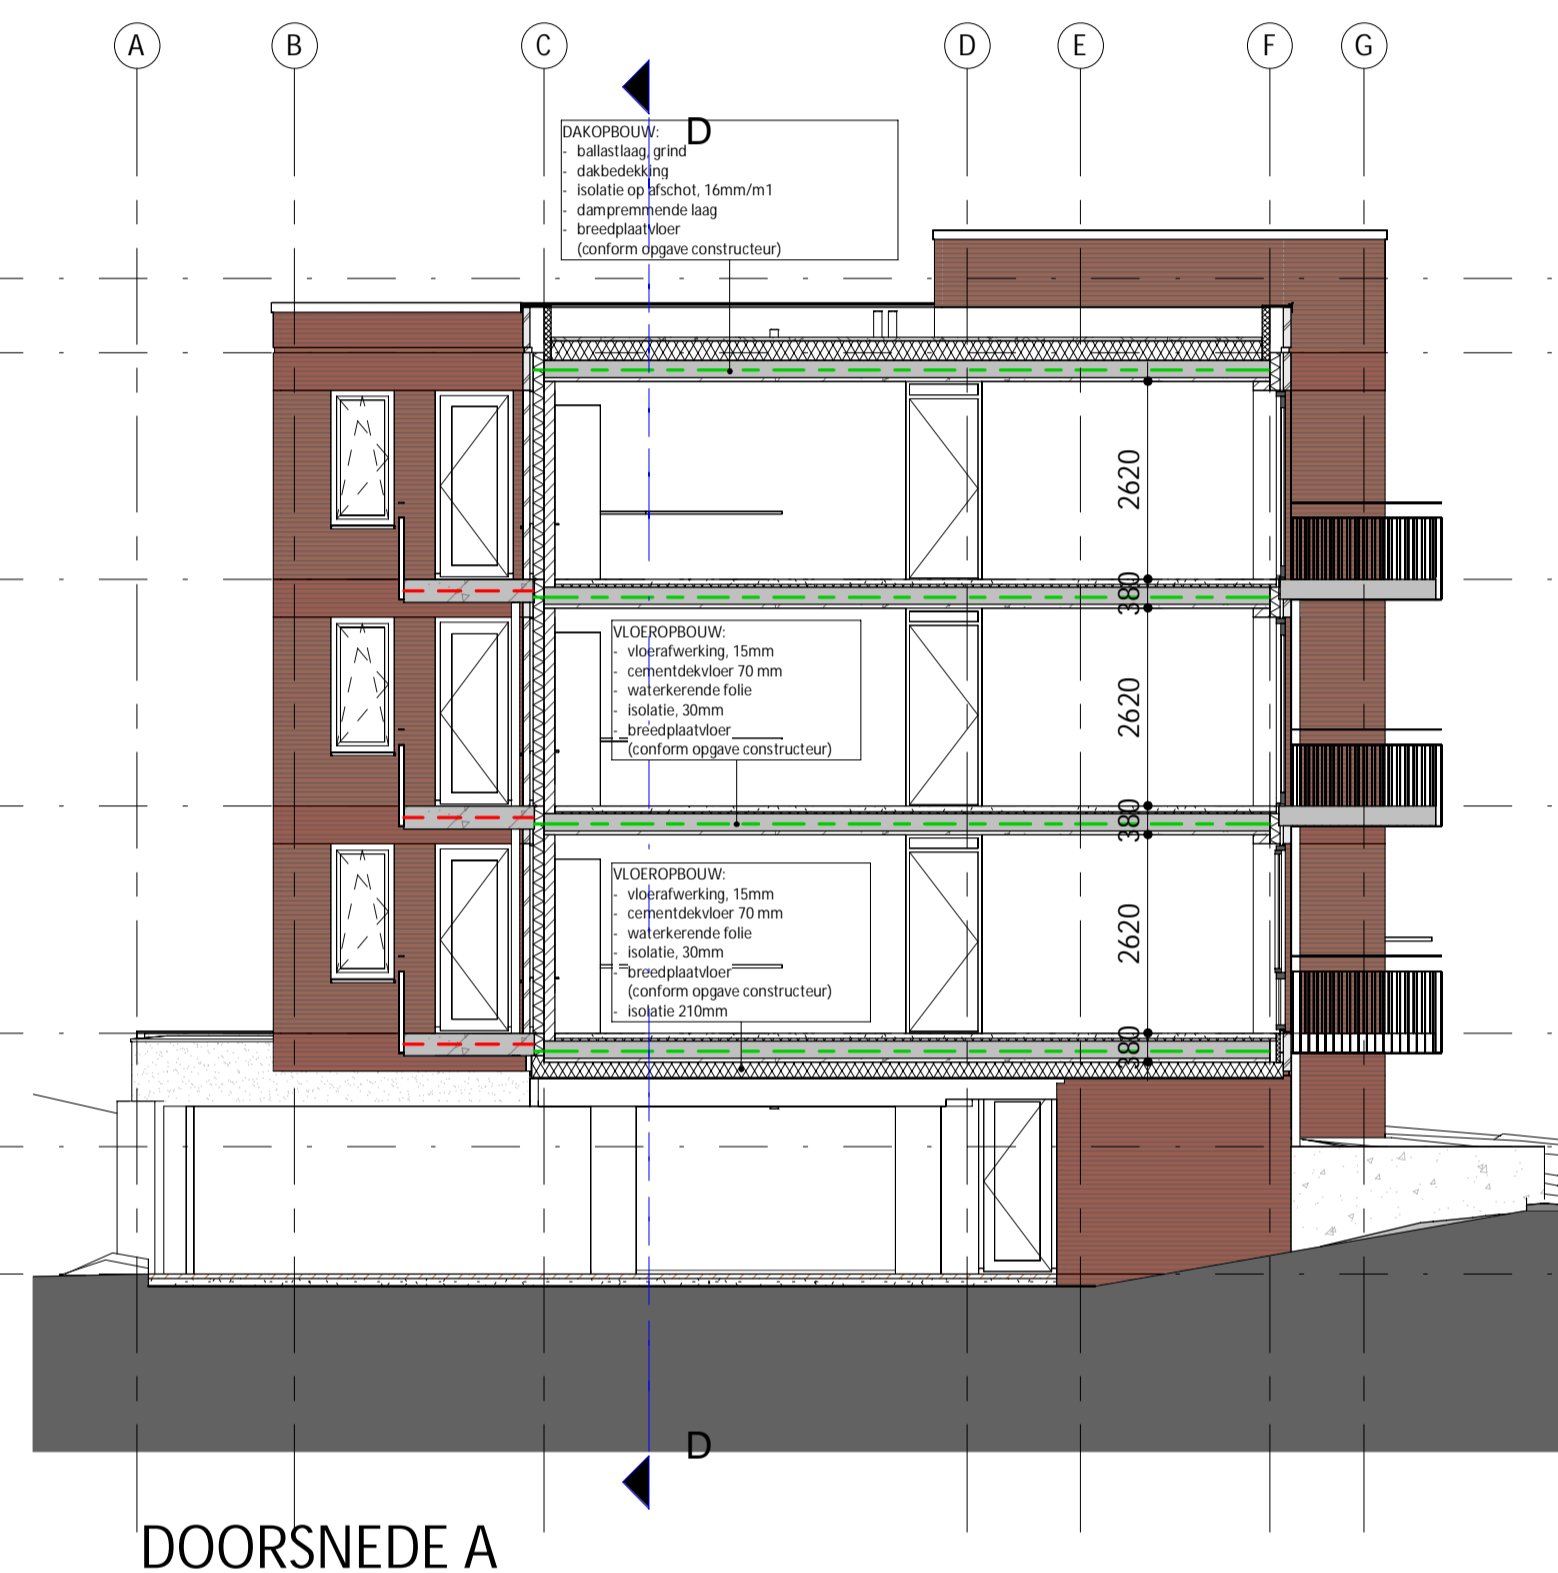 A B C D E F G
D
DAKOPBOUW:
- ballastlaag, grind
- dakbedekking
- isolatie op afschot, 16mm/m1
- dampremmende laag
- breedplaatvloer
(conform opgave constructeur)
2620
380
VLOEROPBOUW:
- vloerafwerking, 15mm
- cementdekvloer 70 mm
- waterkerende folie
- isolatie, 30mm
- breedplaatvloer
(conform opgave constructeur)
2620
380
VLOEROPBOUW:
- vloerafwerking, 15mm
- cementdekvloer 70 mm
- waterkerende folie
- isolatie, 30mm
- breedplaatvloer
(conform opgave constructeur)
- isolatie 210mm
2620
380
D
DOORSNEDE A